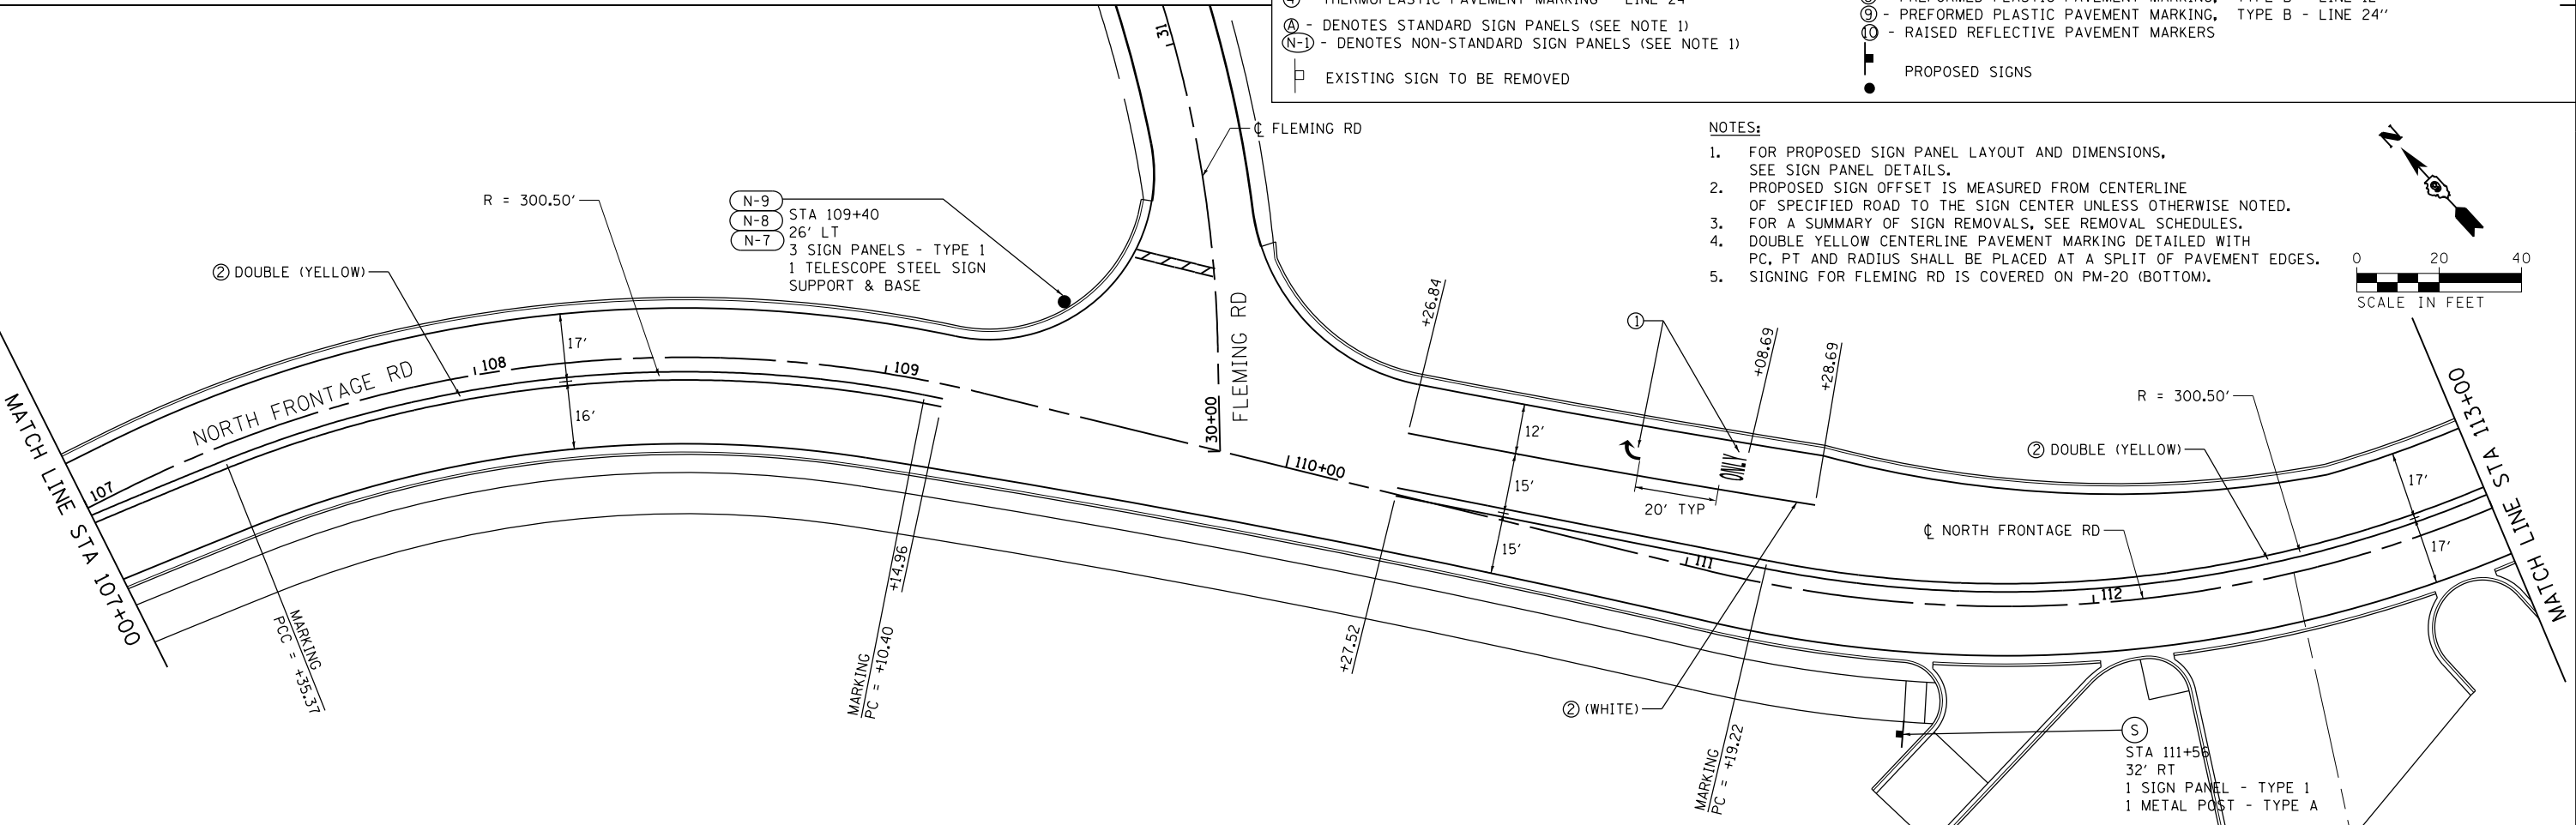 ④ - THERMOPLASTIC PAVEMENT MARKING - LINE 24"
Ⓐ - DENOTES STANDARD SIGN PANELS (SEE NOTE 1)
N-1 - DENOTES NON-STANDARD SIGN PANELS (SEE NOTE 1)
EXISTING SIGN TO BE REMOVED
⑨ - PREFORMED PLASTIC PAVEMENT MARKING, TYPE B - LINE 24"
⑩ - RAISED REFLECTIVE PAVEMENT MARKERS
PROPOSED SIGNS
NOTES:
1. FOR PROPOSED SIGN PANEL LAYOUT AND DIMENSIONS,
SEE SIGN PANEL DETAILS.
2. PROPOSED SIGN OFFSET IS MEASURED FROM CENTERLINE
OF SPECIFIED ROAD TO THE SIGN CENTER UNLESS OTHERWISE NOTED.
3. FOR A SUMMARY OF SIGN REMOVALS, SEE REMOVAL SCHEDULES.
4. DOUBLE YELLOW CENTERLINE PAVEMENT MARKING DETAILED WITH
PC, PT AND RADIUS SHALL BE PLACED AT A SPLIT OF PAVEMENT EDGES.
5. SIGNING FOR FLEMING RD IS COVERED ON PM-20 (BOTTOM).
N
0 20 40
SCALE IN FEET
31
℄ FLEMING RD
R = 300.50'
N-9
N-8
N-7
STA 109+40
26' LT
3 SIGN PANELS - TYPE 1
1 TELESCOPE STEEL SIGN
SUPPORT & BASE
② DOUBLE (YELLOW)
MATCH LINE STA 107+00
107
NORTH FRONTAGE RD
108
17'
16'
109
FLEMING RD
30+00
110+00
MARKING
PCC = +35.37
+14.96
MARKING
PC = +10.40
+26.84
①
+08.69
+28.69
12'
15'
15'
ONLY
20' TYP
+27.52
111
② (WHITE)
MARKING
PC = +19.22
R = 300.50'
② DOUBLE (YELLOW)
℄ NORTH FRONTAGE RD
112
17'
17'
MATCH LINE STA 113+00
S
STA 111+56
32' RT
1 SIGN PANEL - TYPE 1
1 METAL POST - TYPE A